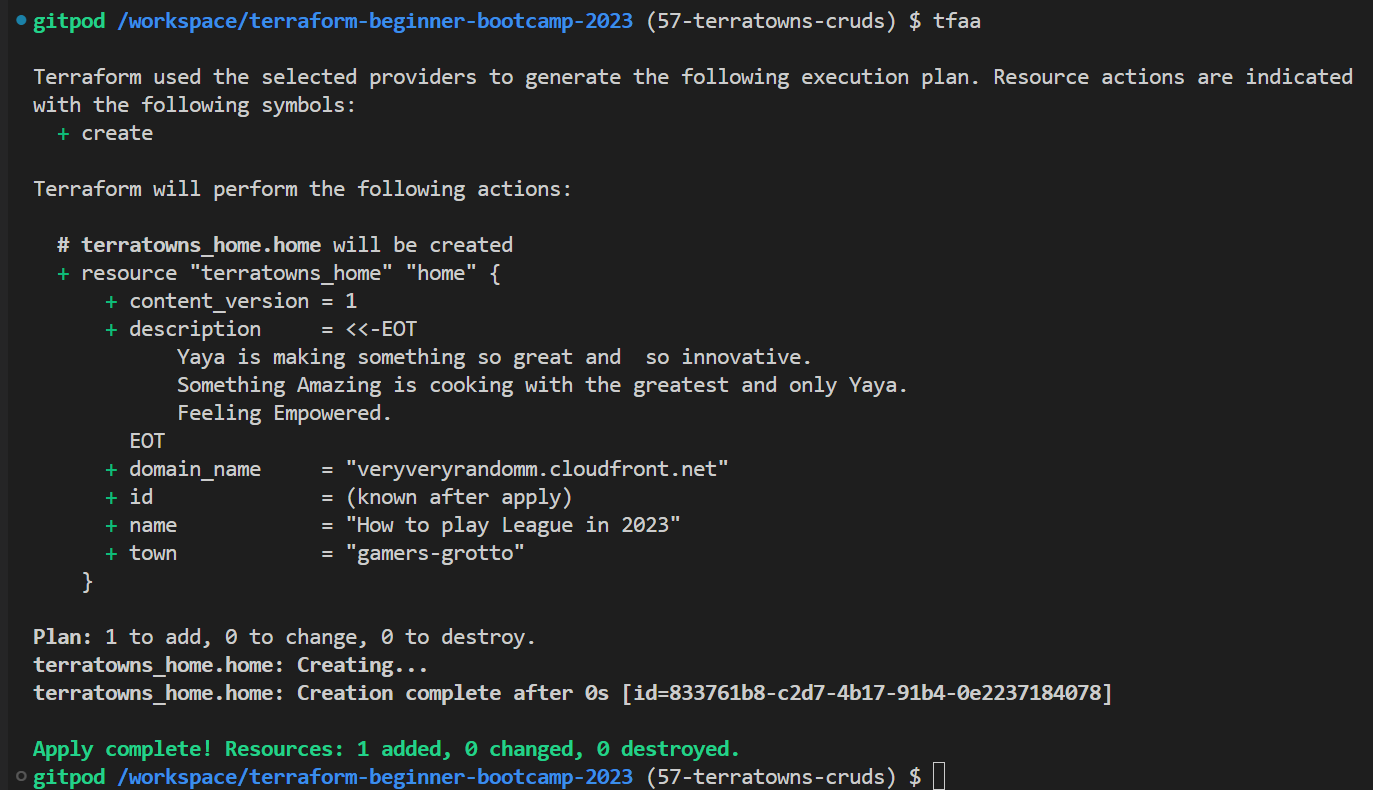 gitpod /workspace/terraform-beginner-bootcamp-2023 (57-terratowns-cruds) $ tfaa
Terraform used the selected providers to generate the following execution plan. Resource actions are indicated
with the following symbols:
+ create
Terraform will perform the following actions:
# terratowns_home.home will be created
+ resource "terratowns_home" "home" {
+ content_version = 1
+ description     = <<-EOT
Yaya is making something so great and  so innovative.
Something Amazing is cooking with the greatest and only Yaya.
Feeling Empowered.
EOT
+ domain_name     = "veryveryrandomm.cloudfront.net"
+ id              = (known after apply)
+ name            = "How to play League in 2023"
+ town            = "gamers-grotto"
}
Plan: 1 to add, 0 to change, 0 to destroy.
terratowns_home.home: Creating...
terratowns_home.home: Creation complete after 0s [id=833761b8-c2d7-4b17-91b4-0e2237184078]
Apply complete! Resources: 1 added, 0 changed, 0 destroyed.
gitpod /workspace/terraform-beginner-bootcamp-2023 (57-terratowns-cruds) $